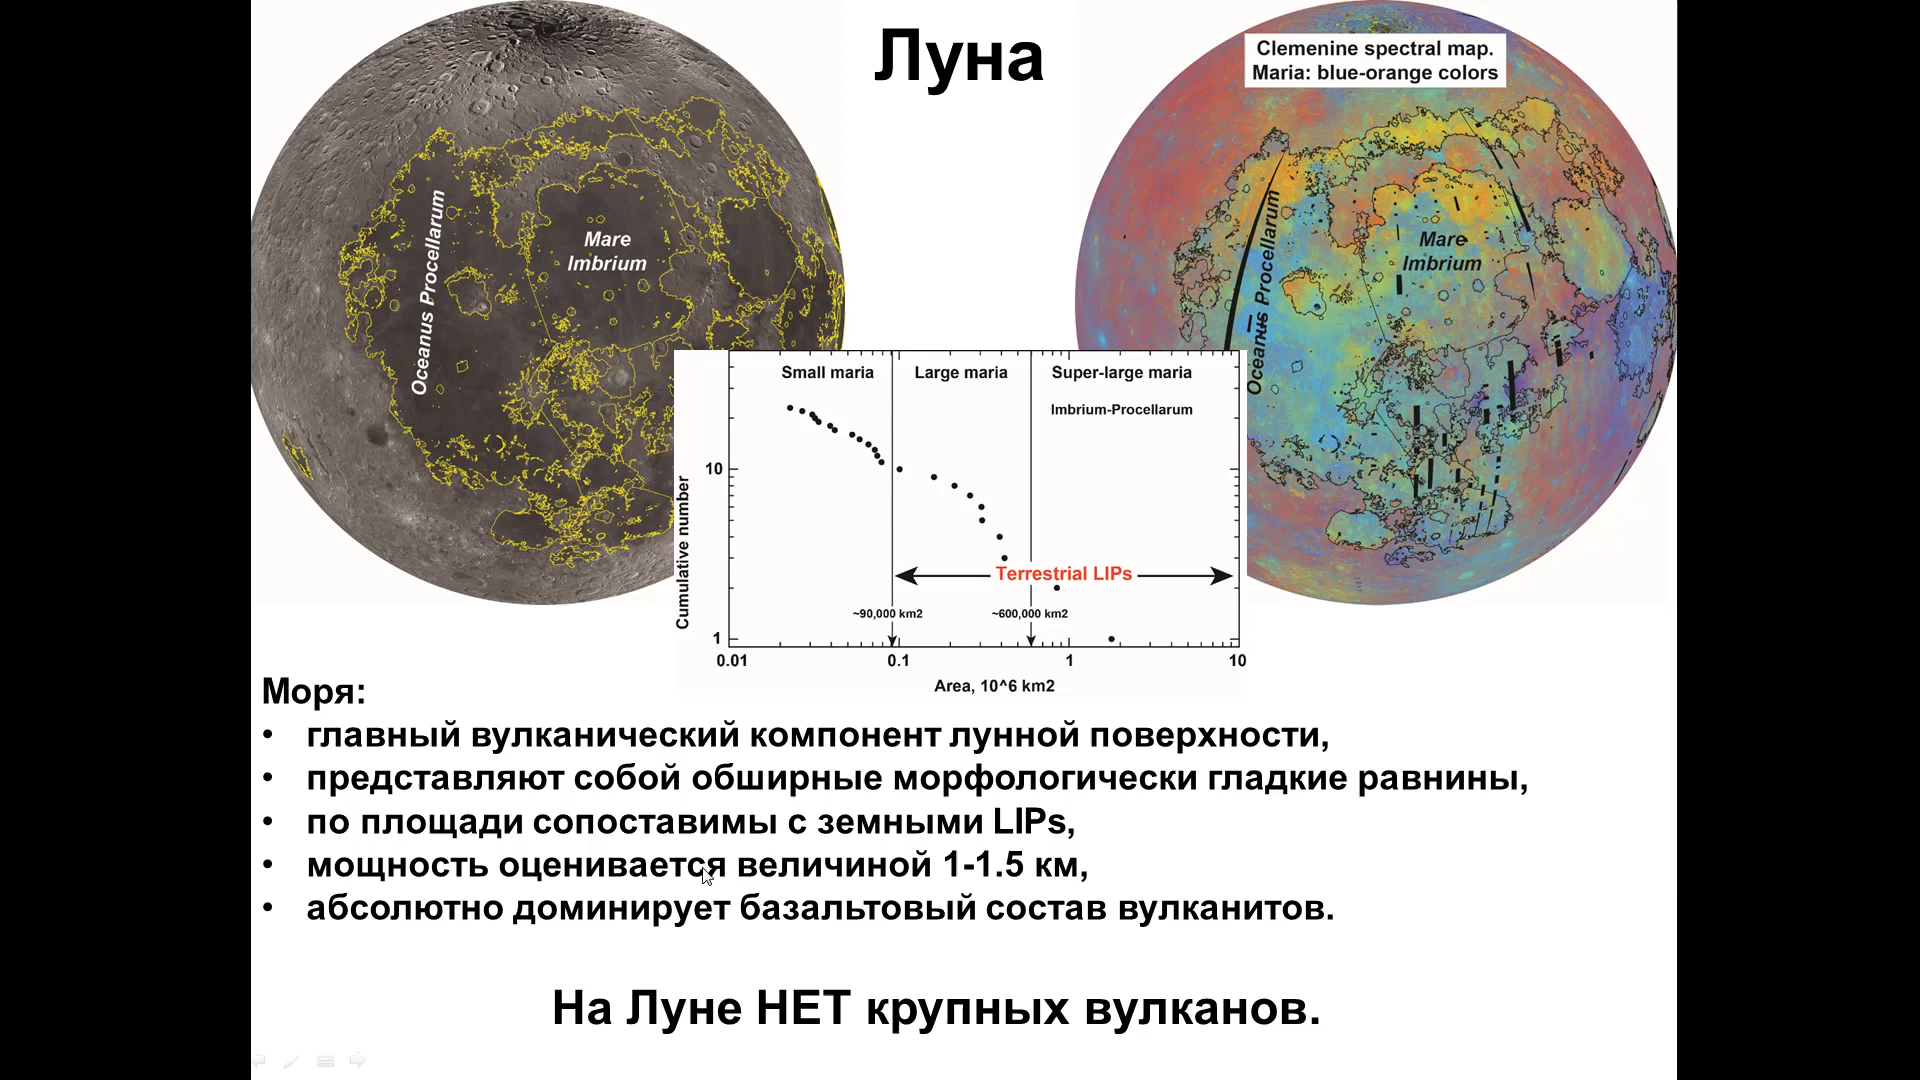 Луна
Clemenine spectral map.
Maria: blue-orange colors
Oceanus Procellarum
Mare
Imbrium
Oceanus Procellarum
Mare
Imbrium
Small maria
Large maria
Super-large maria
Imbrium-Procellarum
Cumulative number
10
1
Terrestrial LIPs
~90,000 km2
~600,000 km2
0.01
0.1
1
10
Area, 10^6 km2
Моря:
• главный вулканический компонент лунной поверхности,
• представляют собой обширные морфологически гладкие равнины,
• по площади сопоставимы с земными LIPs,
• мощность оценивается величиной 1-1.5 км,
• абсолютно доминирует базальтовый состав вулканитов.
На Луне НЕТ крупных вулканов.